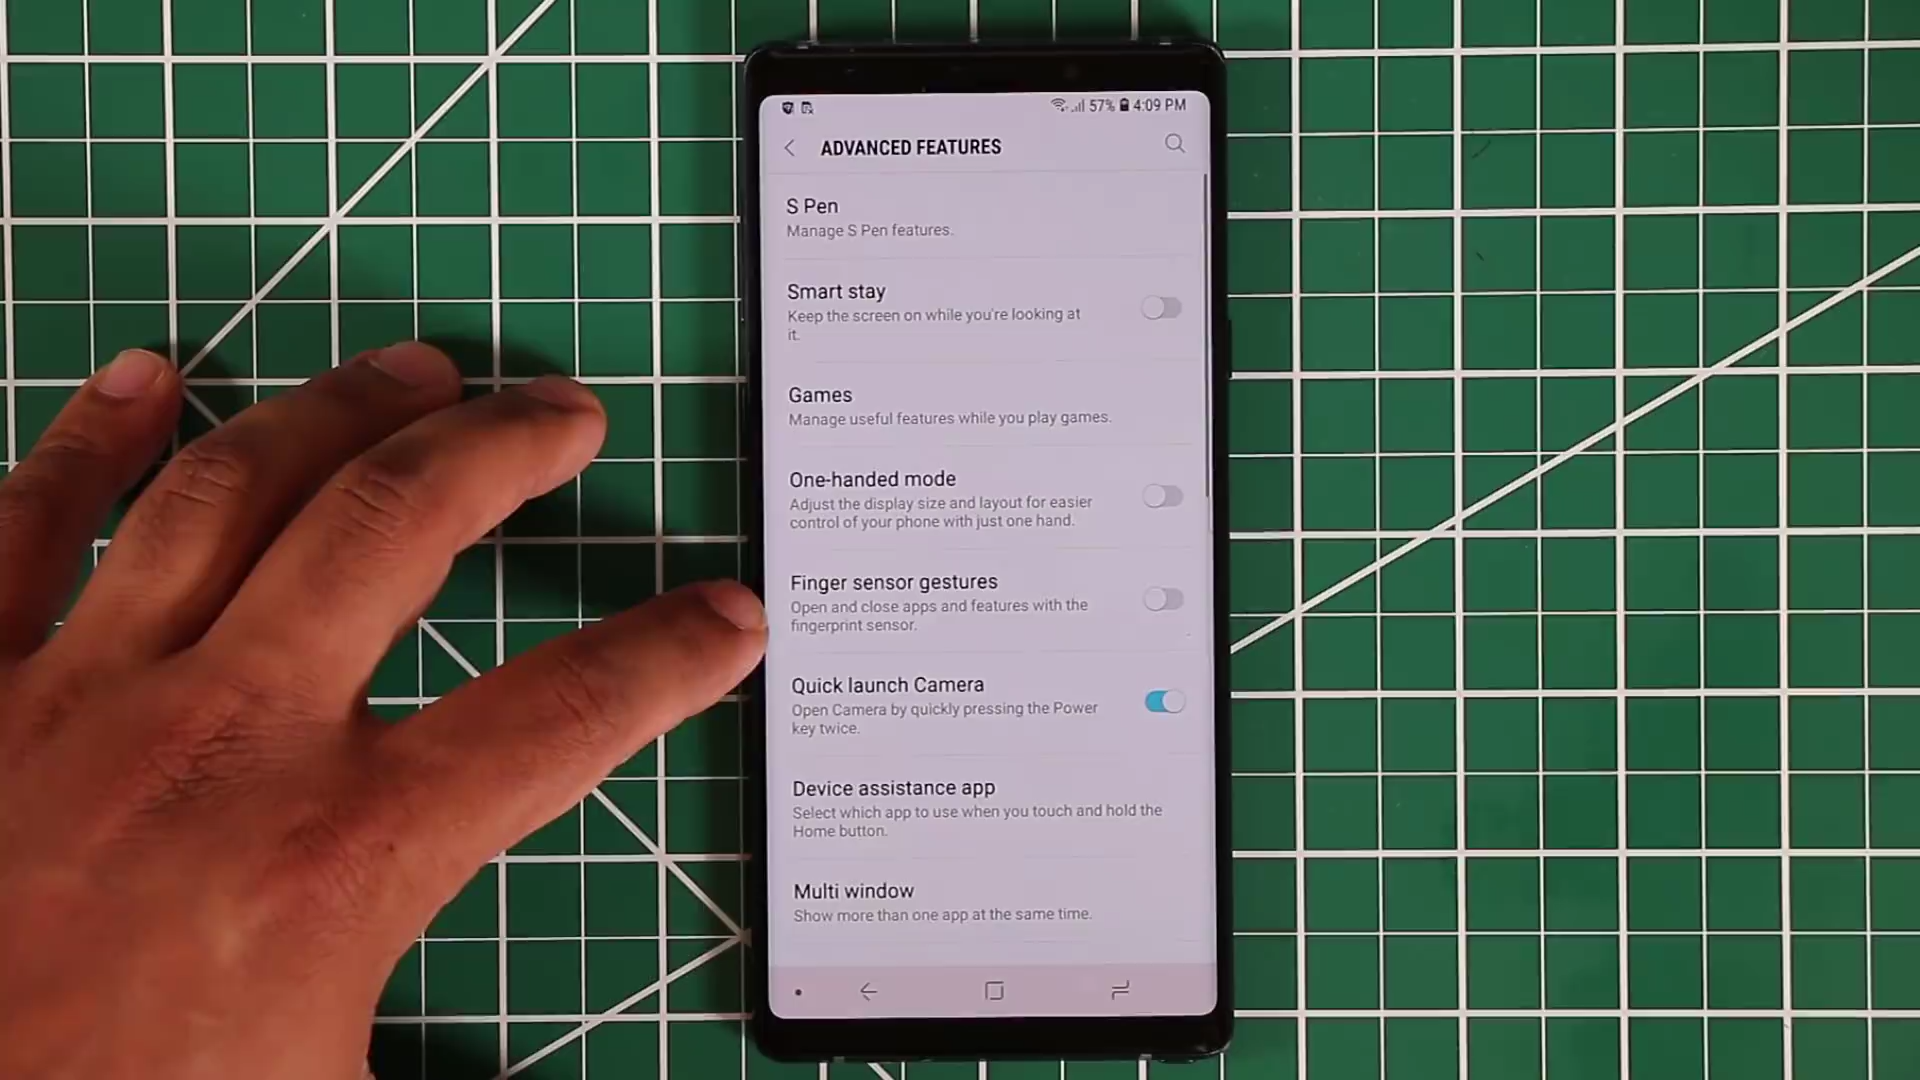 57% 4:09 PM
ADVANCED FEATURES
S Pen
Manage S Pen features.
Smart stay
Keep the screen on while you're looking at
it.
Games
Manage useful features while you play games.
One-handed mode
Adjust the display size and layout for easier
control of your phone with just one hand.
Finger sensor gestures
Open and close apps and features with the
fingerprint sensor.
Quick launch Camera
Open Camera by quickly pressing the Power
key twice.
Device assistance app
Select which app to use when you touch and hold the
Home button.
Multi window
Show more than one app at the same time.